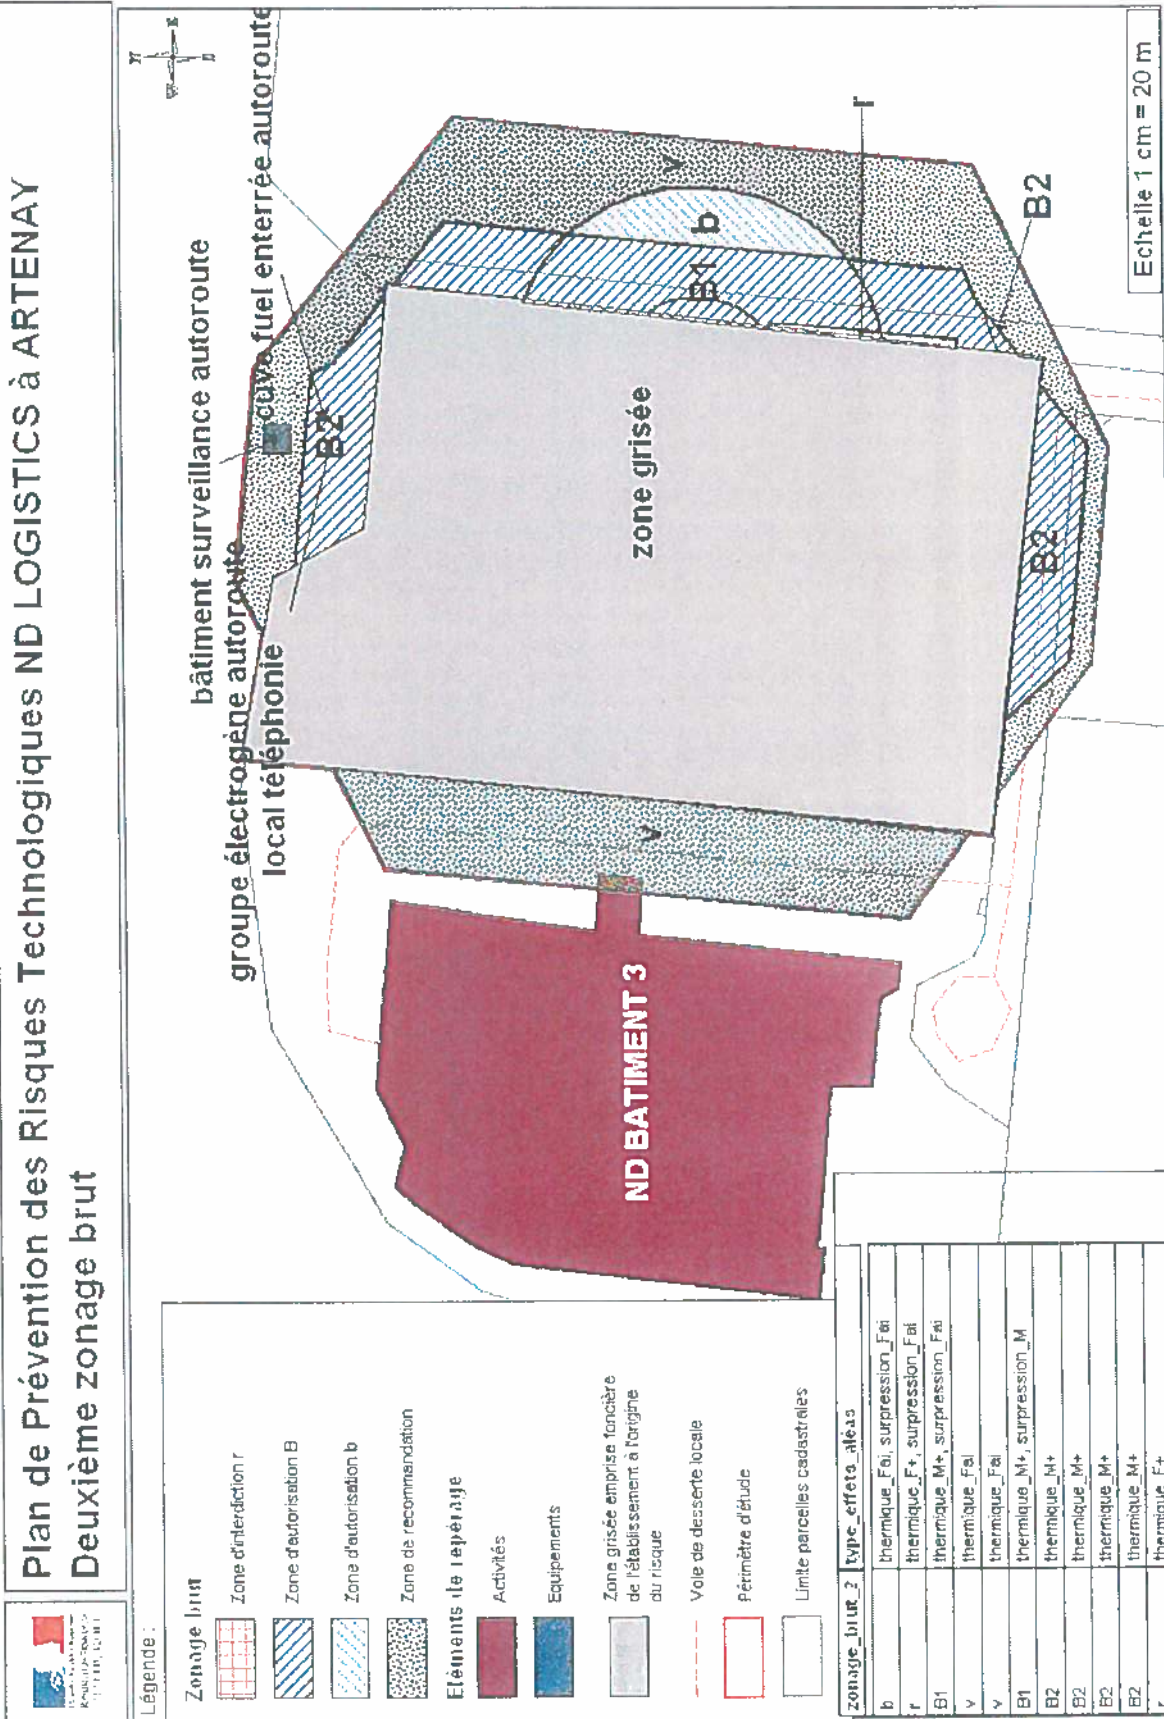 Plan de Prévention des Risques Technologiques ND LOGISTICS à ARTENAY
Deuxième zonage brut
Légende :
Zonage brut
Zone d'interdiction r
Zone d'autorisation B
Zone d'autorisation b
Zone de recommandation
Eléments de repérage
Activités
Equipements
Zone grisée emprise foncière
de l'établissement à l'origine
du risque
Voie de desserte locale
Périmètre d'étude
Limite parcelles cadastrales
zonage_brut_2 type_effets_aléas
b thermique_Fai, surpression_Fai
r thermique_F+, surpression_Fai
B1 thermique_M+, surpression_Fai
v thermique_Fai
v thermique_Fai
B1 thermique_M+, surpression_M
B2 thermique_M+
B2 thermique_M+
B2 thermique_M+
B2 thermique_M+
r thermique_F+
bâtiment surveillance autoroute
cuve fuel enterrée autoroute
groupe électrogène autoroute
local téléphonie
B2
v
b
B1
r
B2
zone grisée
B2
v
ND BATIMENT 3
Echelle 1 cm = 20 m